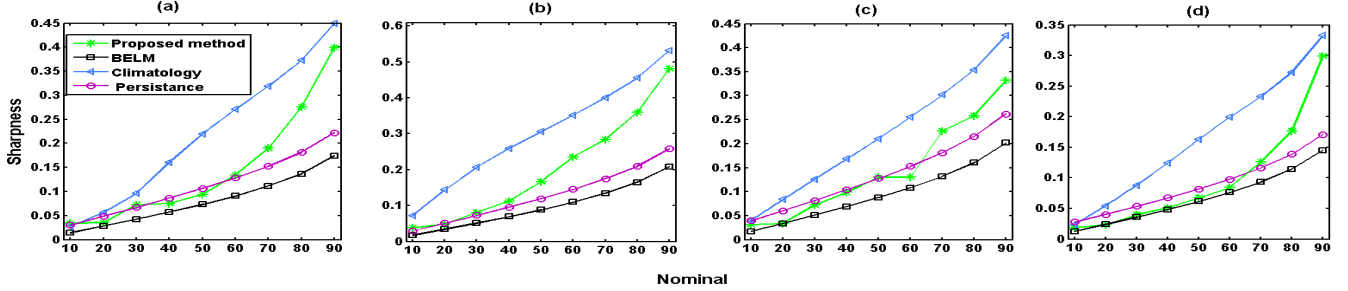 (a) (b) (c) (d)
Sharpness
0.45 0.4 0.35 0.3 0.25 0.2 0.15 0.1 0.05 0
Proposed method
BELM
Climatology
Persistance
10 20 30 40 50 60 70 80 90
0.6 0.5 0.4 0.3 0.2 0.1 0
10 20 30 40 50 60 70 80 90
0.45 0.4 0.35 0.3 0.25 0.2 0.15 0.1 0.05 0
10 20 30 40 50 60 70 80 90
0.35 0.3 0.25 0.2 0.15 0.1 0.05 0
10 20 30 40 50 60 70 80 90
Nominal